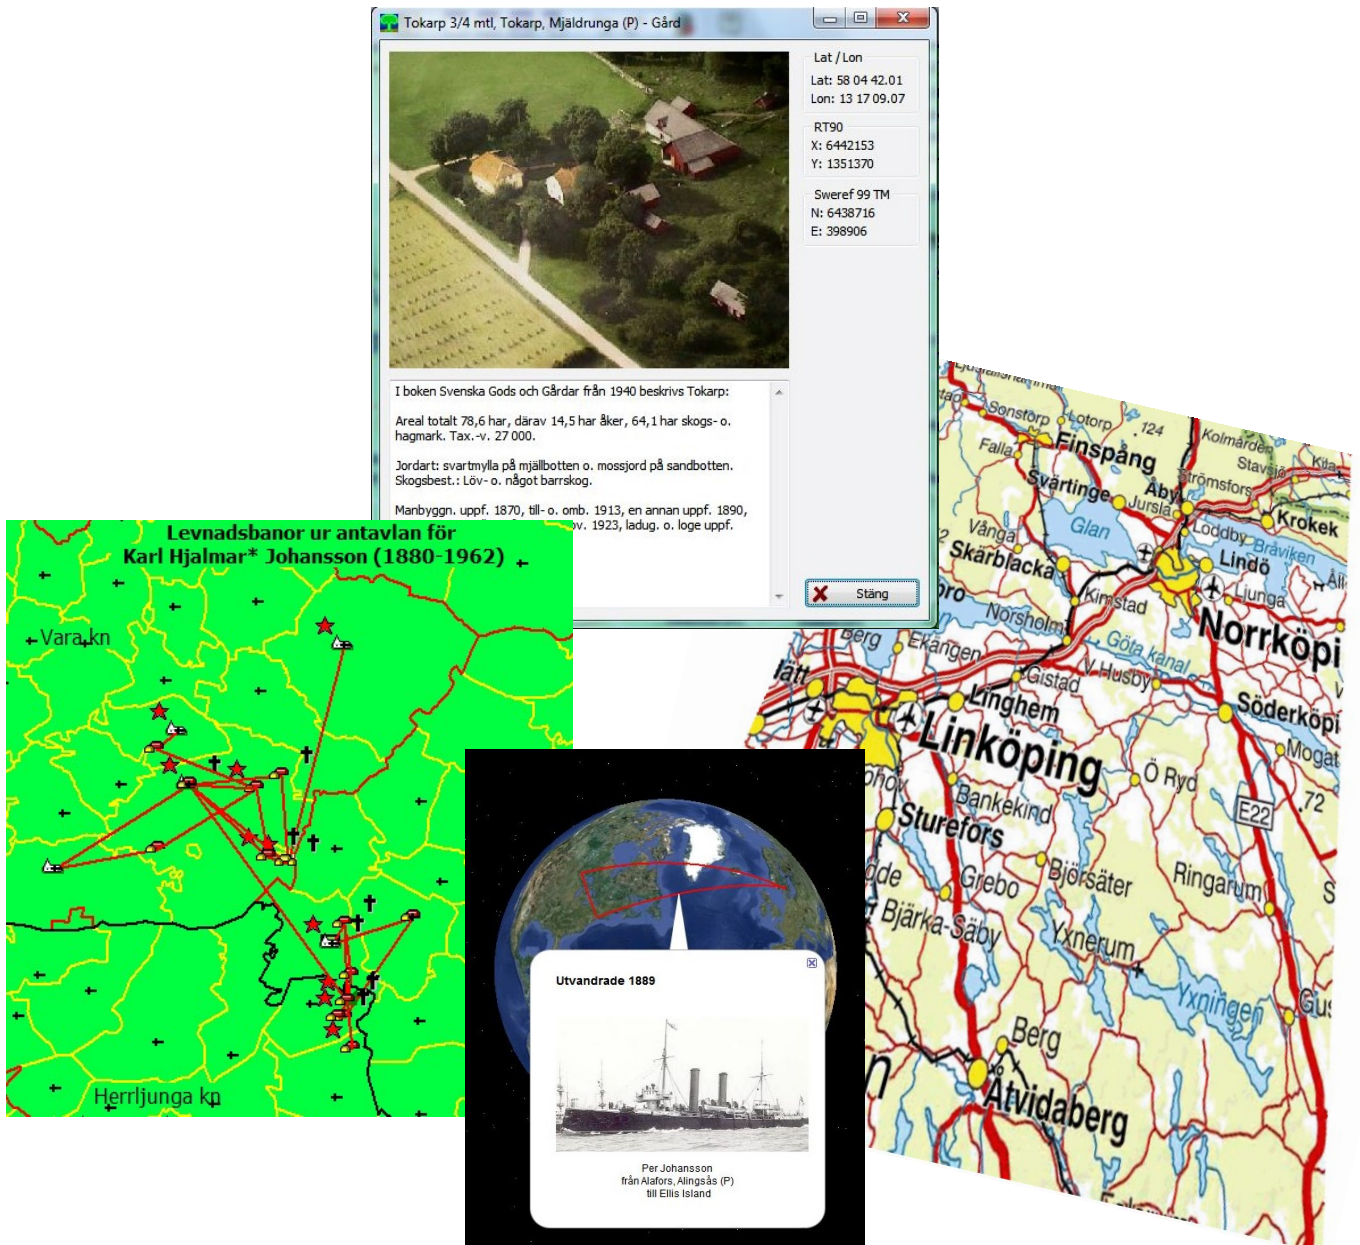 Tokarp 3/4 mtl, Tokarp, Mjäldrunga (P) - Gård
Lat / Lon
Lat: 58 04 42.01
Lon: 13 17 09.07
RT90
X: 6442153
Y: 1351370
Sweref 99 TM
N: 6438716
E: 398906
I boken Svenska Gods och Gårdar från 1940 beskrivs Tokarp:
Areal totalt 78,6 har, därav 14,5 har åker, 64,1 har skogs- o.
hagmark. Tax.-v. 27 000.
Jordart: svartmylla på mjällbotten o. mossjord på sandbotten.
Skogsbest.: Löv- o. något barrskog.
Manbyggn. uppf. 1870, till- o. omb. 1913, en annan uppf. 1890,
ov. 1923, ladug. o. loge uppf.
Stäng
Levnadsbanor ur antavlan för
Karl Hjalmar* Johansson (1880-1962)
Vara kn
Herrljunga kn
Utvandrade 1889
Per Johansson
från Alafors, Alingsås (P)
till Ellis Island
Sonstorp
Lotorp
124
Kolmården
Falla
Finspång
Stavsjö
Kila
Strömsfors
Svärtinge
Åby
Jursla
Krokek
Vånga
Glan
Loddby
Bråviken
Skärblacka
Lindö
Kimstad
Ljunga
Norsholm
Norrköpi
Berg
Ekängen
Göta kanal
Gistad
V Husby
Linghem
Söderköpi
Linköping
Mogat
Ö Ryd
Bankekind
E22
72
Sturefors
Björsäter
Grebo
Ringarum
Bjärka-Säby
Yxnerum
Yxningen
Gus
Berg
Åtvidaberg